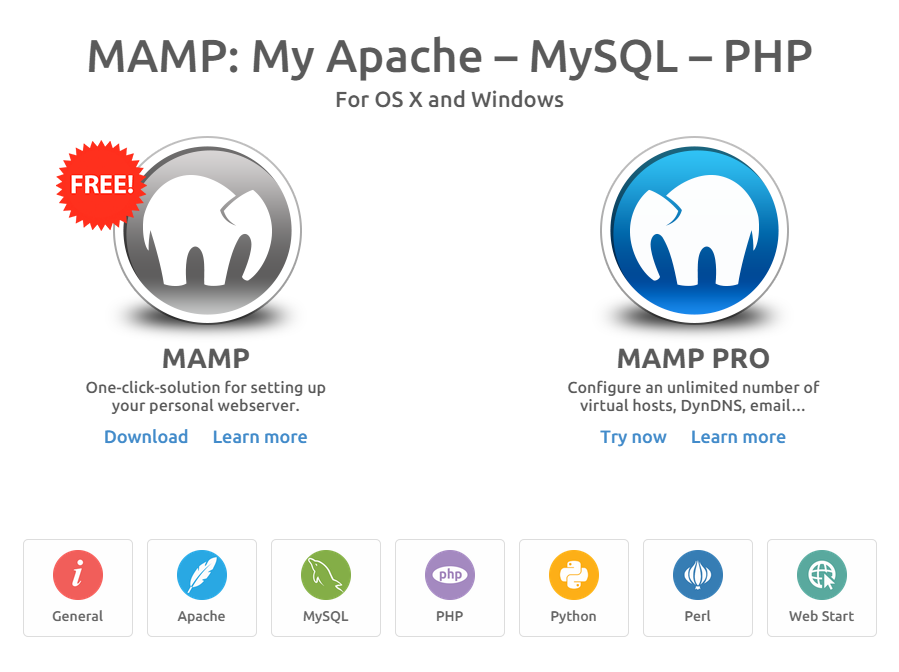 MAMP: My Apache – MySQL – PHP
For OS X and Windows
FREE!
MAMP
One-click-solution for setting up
your personal webserver.
Download Learn more
MAMP PRO
Configure an unlimited number of
virtual hosts, DynDNS, email...
Try now Learn more
i
General
Apache
MySQL
php
PHP
Python
Perl
Web Start